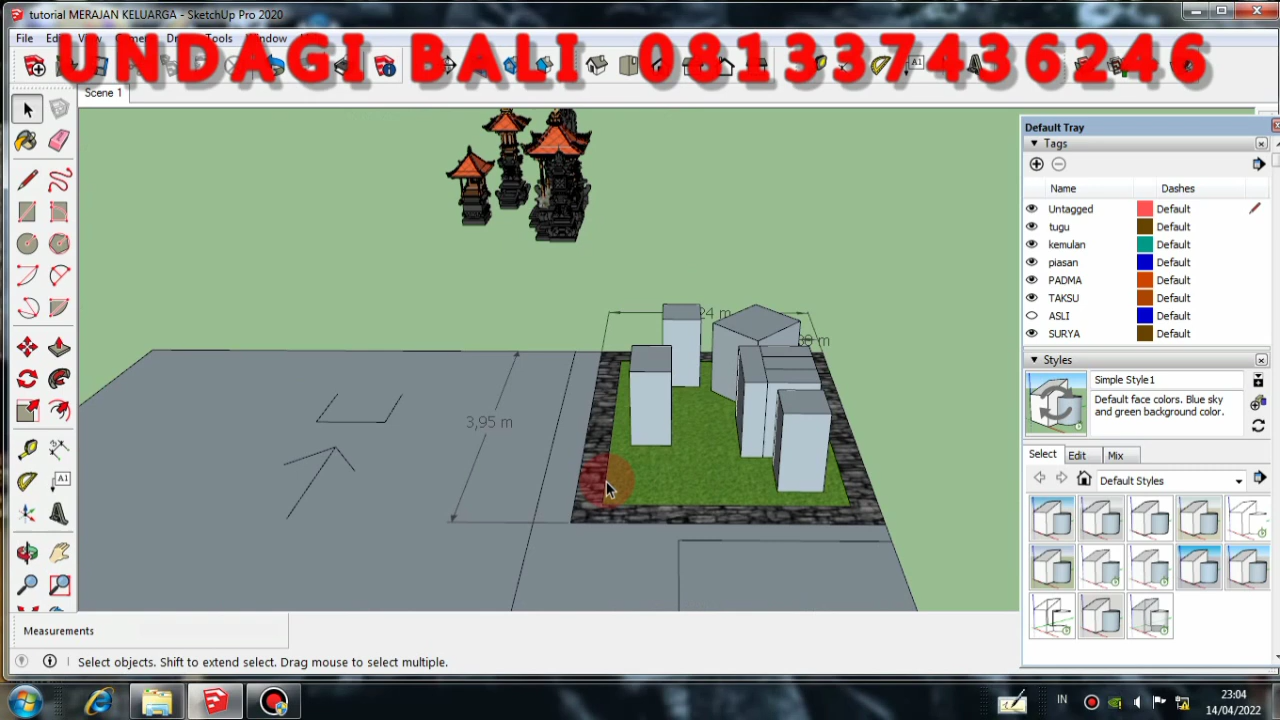 tutorial MERAJAN KELUARGA - SketchUp Pro 2020
File
UNDAGI BALI 081337436246
Scene 1
Default Tray
Tags
Name Dashes
Untagged Default
tugu Default
kemulan Default
piasan Default
PADMA Default
TAKSU Default
ASLI Default
SURYA Default
24 m
3,95 m
Styles
Simple Style1
Default face colors. Blue sky
and green background color.
Select Edit Mix
Default Styles
A1
Measurements
Select objects. Shift to extend select. Drag mouse to select multiple.
IN
23:04
14/04/2022